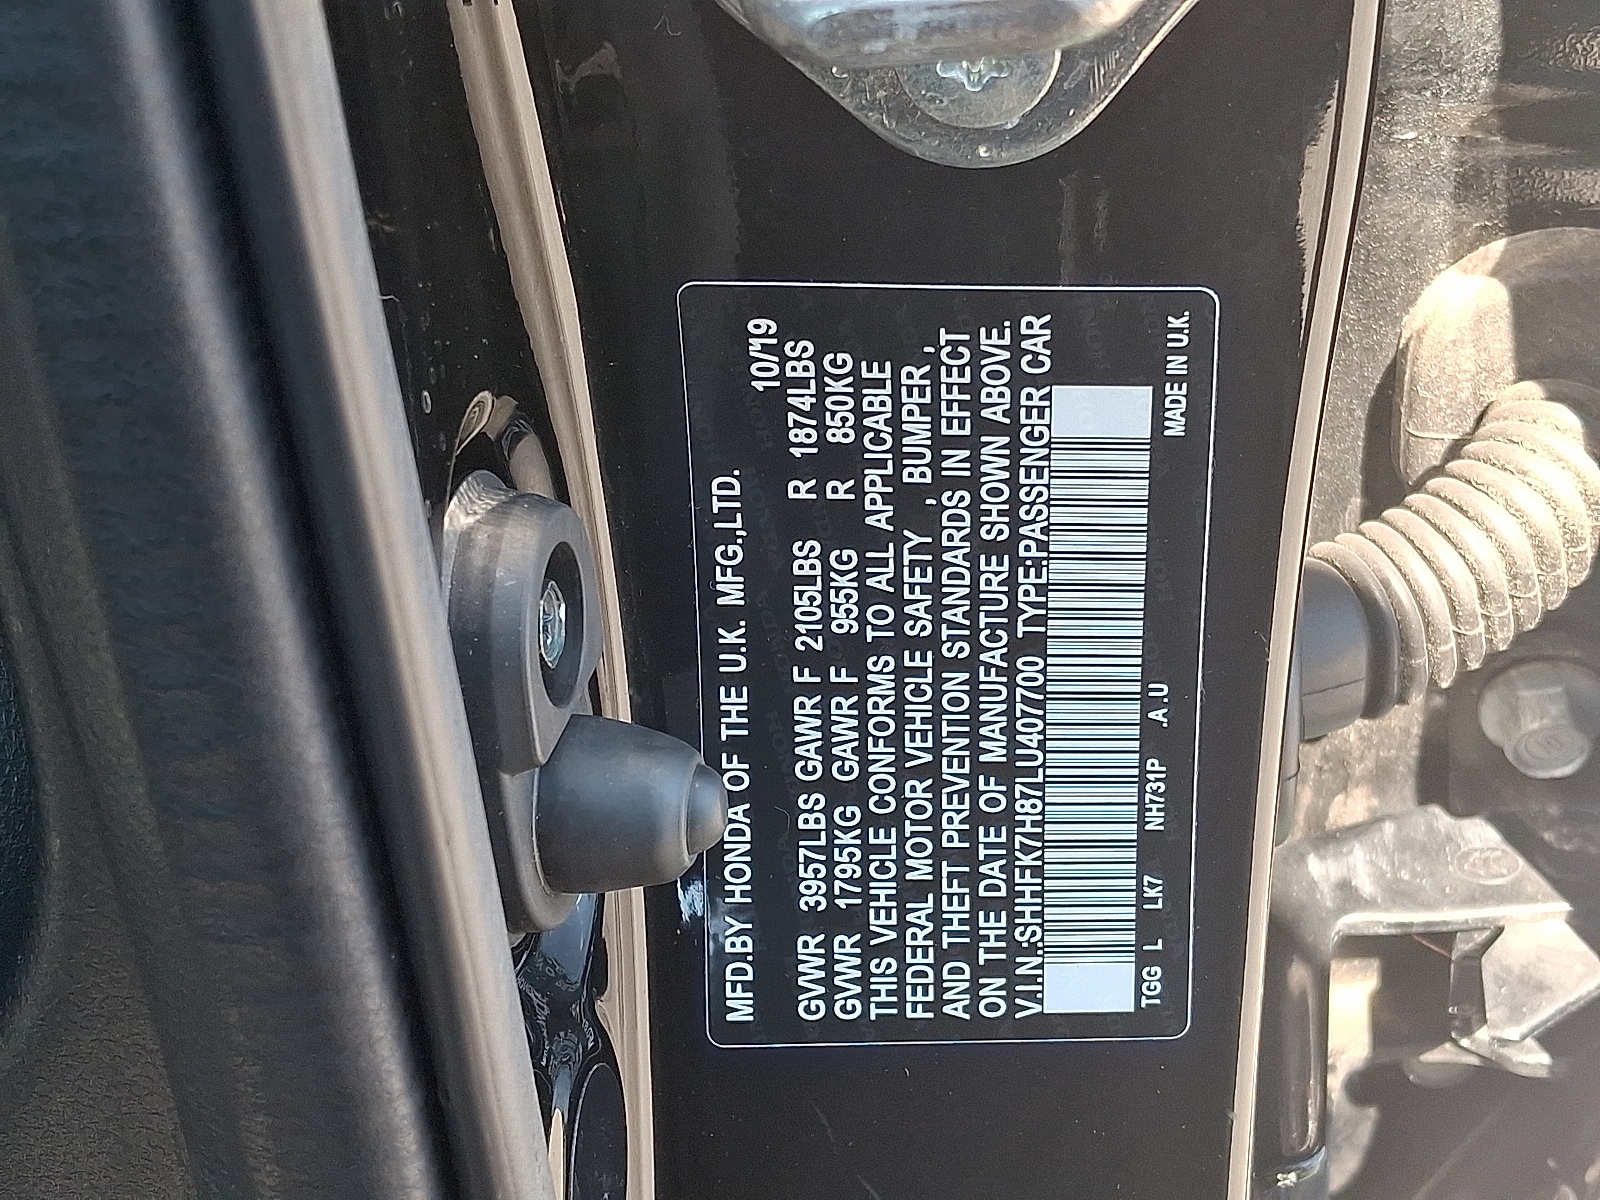 MFD.BY HONDA OF THE U.K. MFG.,LTD.
10/'19
GVWR 3957LBS GAWR F 2105LBS R 1874LBS
GVWR 1795KG GAWR F 955KG R 850KG
THIS VEHICLE CONFORMS TO ALL APPLICABLE
FEDERAL MOTOR VEHICLE SAFETY , BUMPER ,
AND THEFT PREVENTION STANDARDS IN EFFECT
ON THE DATE OF MANUFACTURE SHOWN ABOVE.
V.I.N.:SHHFK7H87LU407700 TYPE:PASSENGER CAR
TGG L LK7 NH731P .A.U MADE IN U.K.